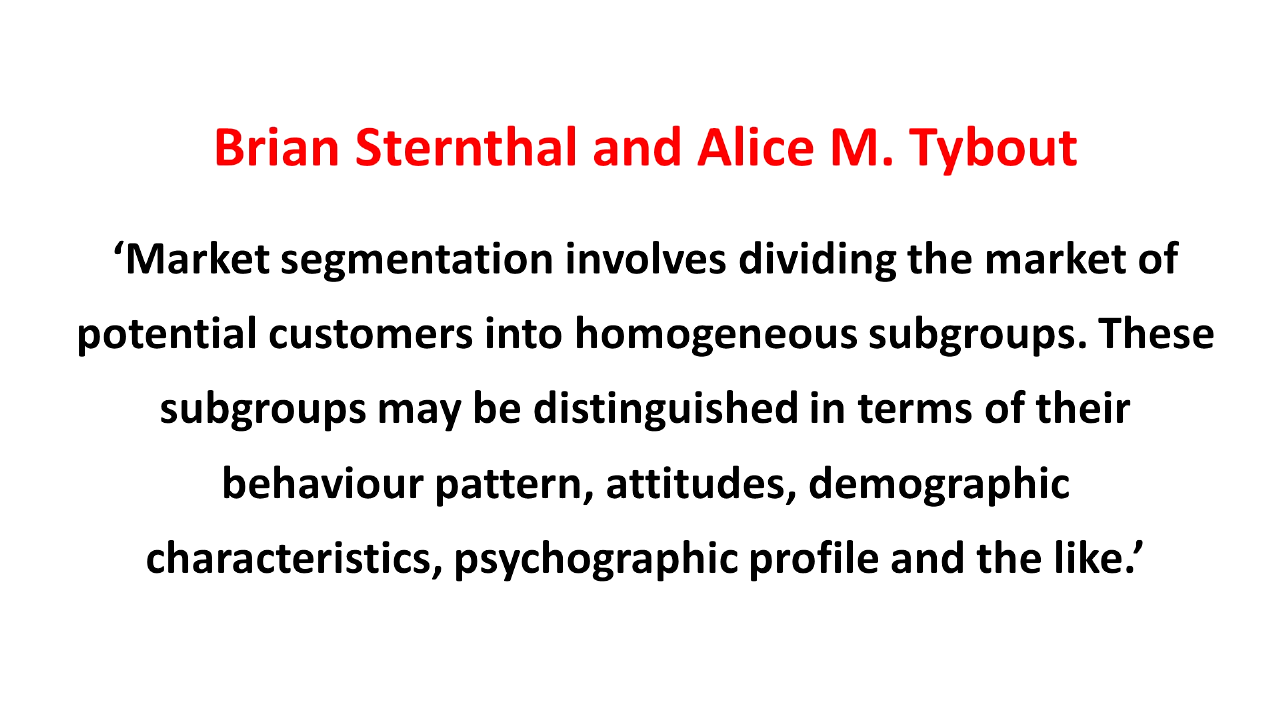 Brian Sternthal and Alice M. Tybout
‘Market segmentation involves dividing the market of
potential customers into homogeneous subgroups. These
subgroups may be distinguished in terms of their
behaviour pattern, attitudes, demographic
characteristics, psychographic profile and the like.’